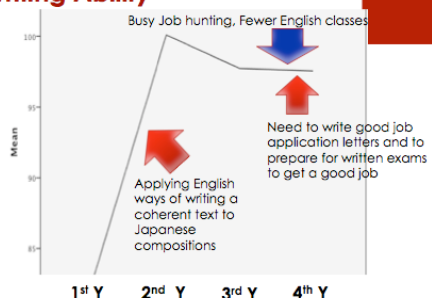 Busy Job hunting, Fewer English classes
100
95
90
85
Mean
Need to write good job
application letters and to
prepare for written exams
to get a good job
Applying English
ways of writing a
coherent text to
Japanese
compositions
1st Y 2nd Y 3rd Y 4th Y